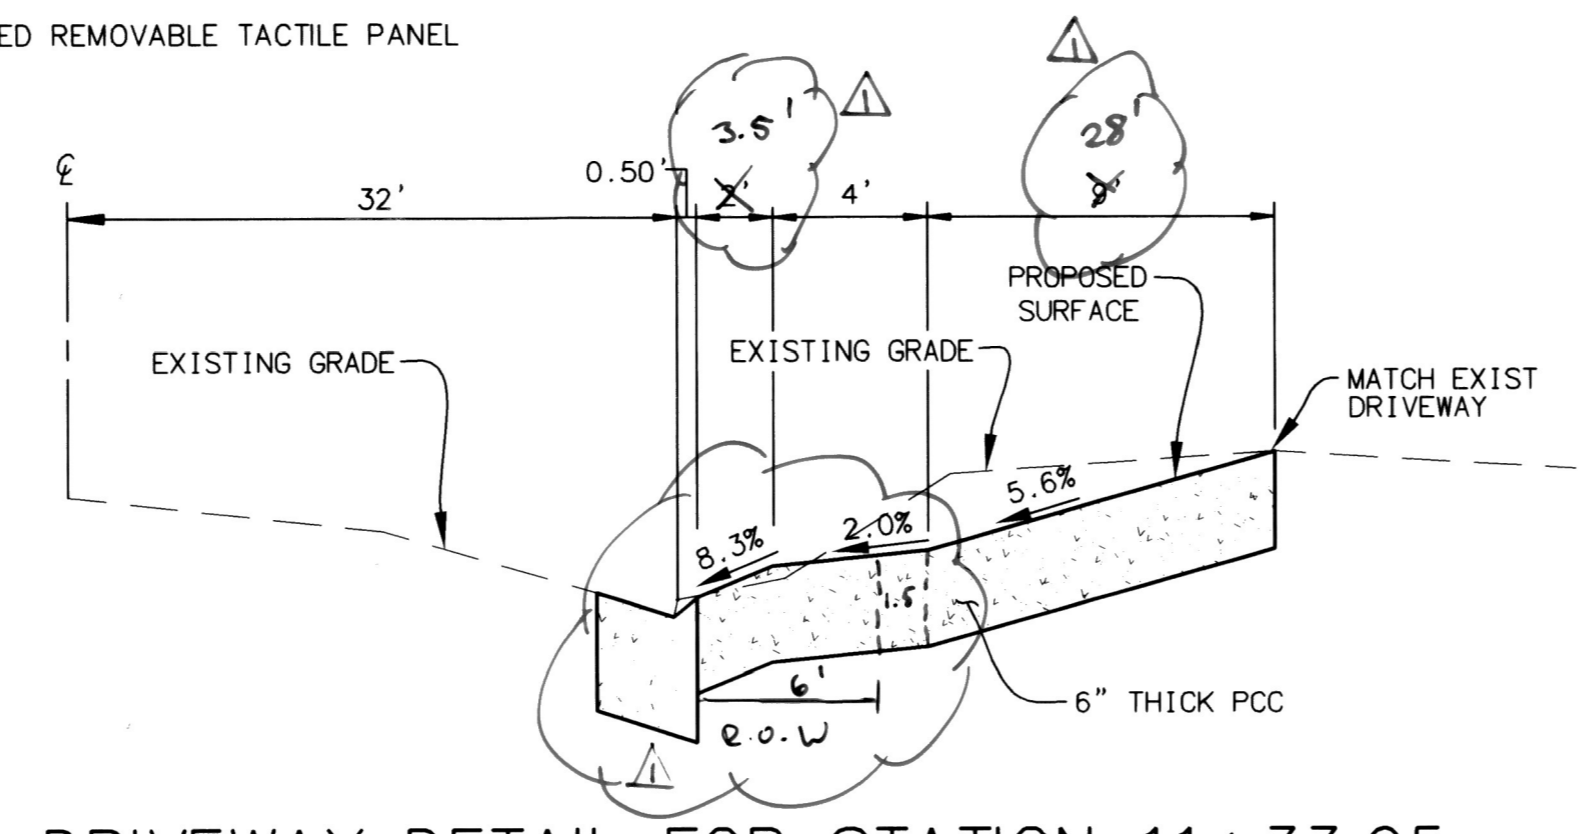 ED REMOVABLE TACTILE PANEL
1
1
3.5'
28'
℄
32'
0.50'
2'
4'
9'
PROPOSED
SURFACE
EXISTING GRADE
EXISTING GRADE
MATCH EXIST
DRIVEWAY
8.3%
2.0%
5.6%
1.5'
6'
6" THICK PCC
R.O.W
1